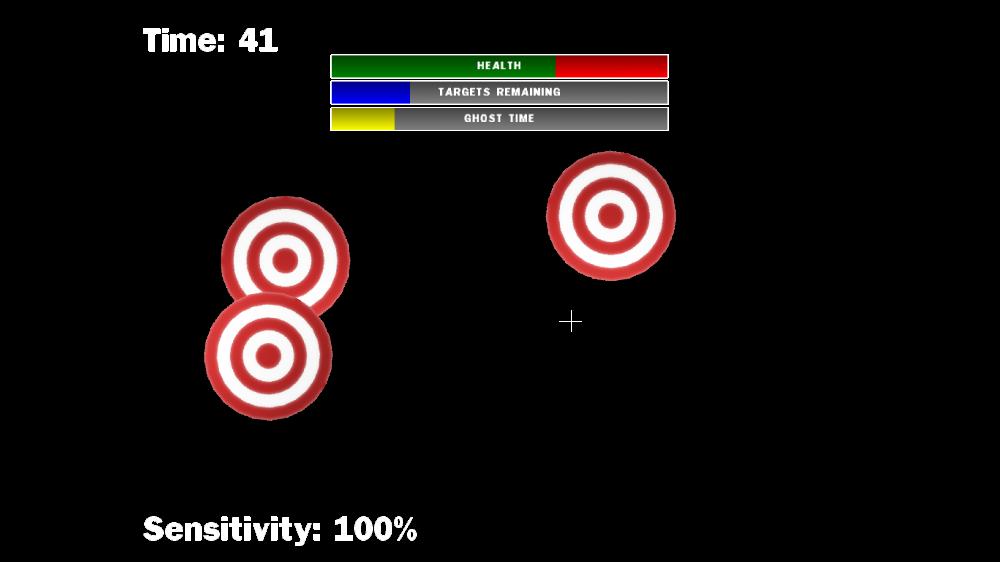 Time: 41
HEALTH
TARGETS REMAINING
GHOST TIME
Sensitivity: 100%